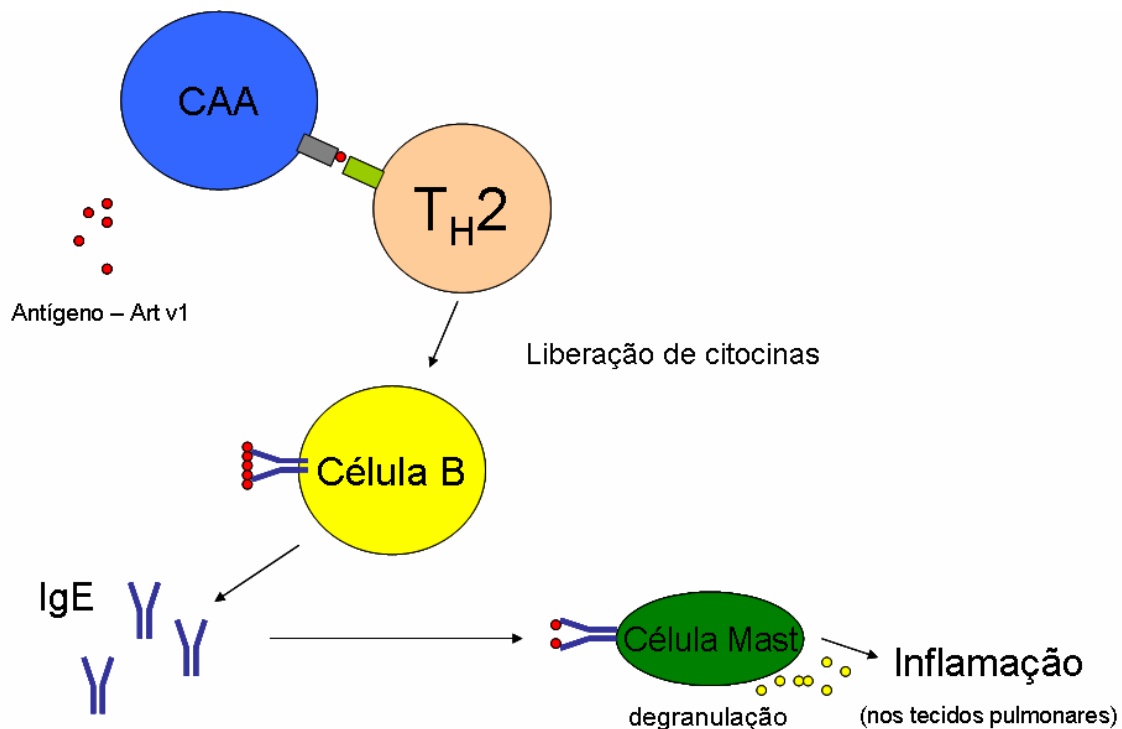 CAA
TH2
Antígeno – Art v1
Liberação de citocinas
Célula B
IgE
Célula Mast
Inflamação
degranulação
(nos tecidos pulmonares)